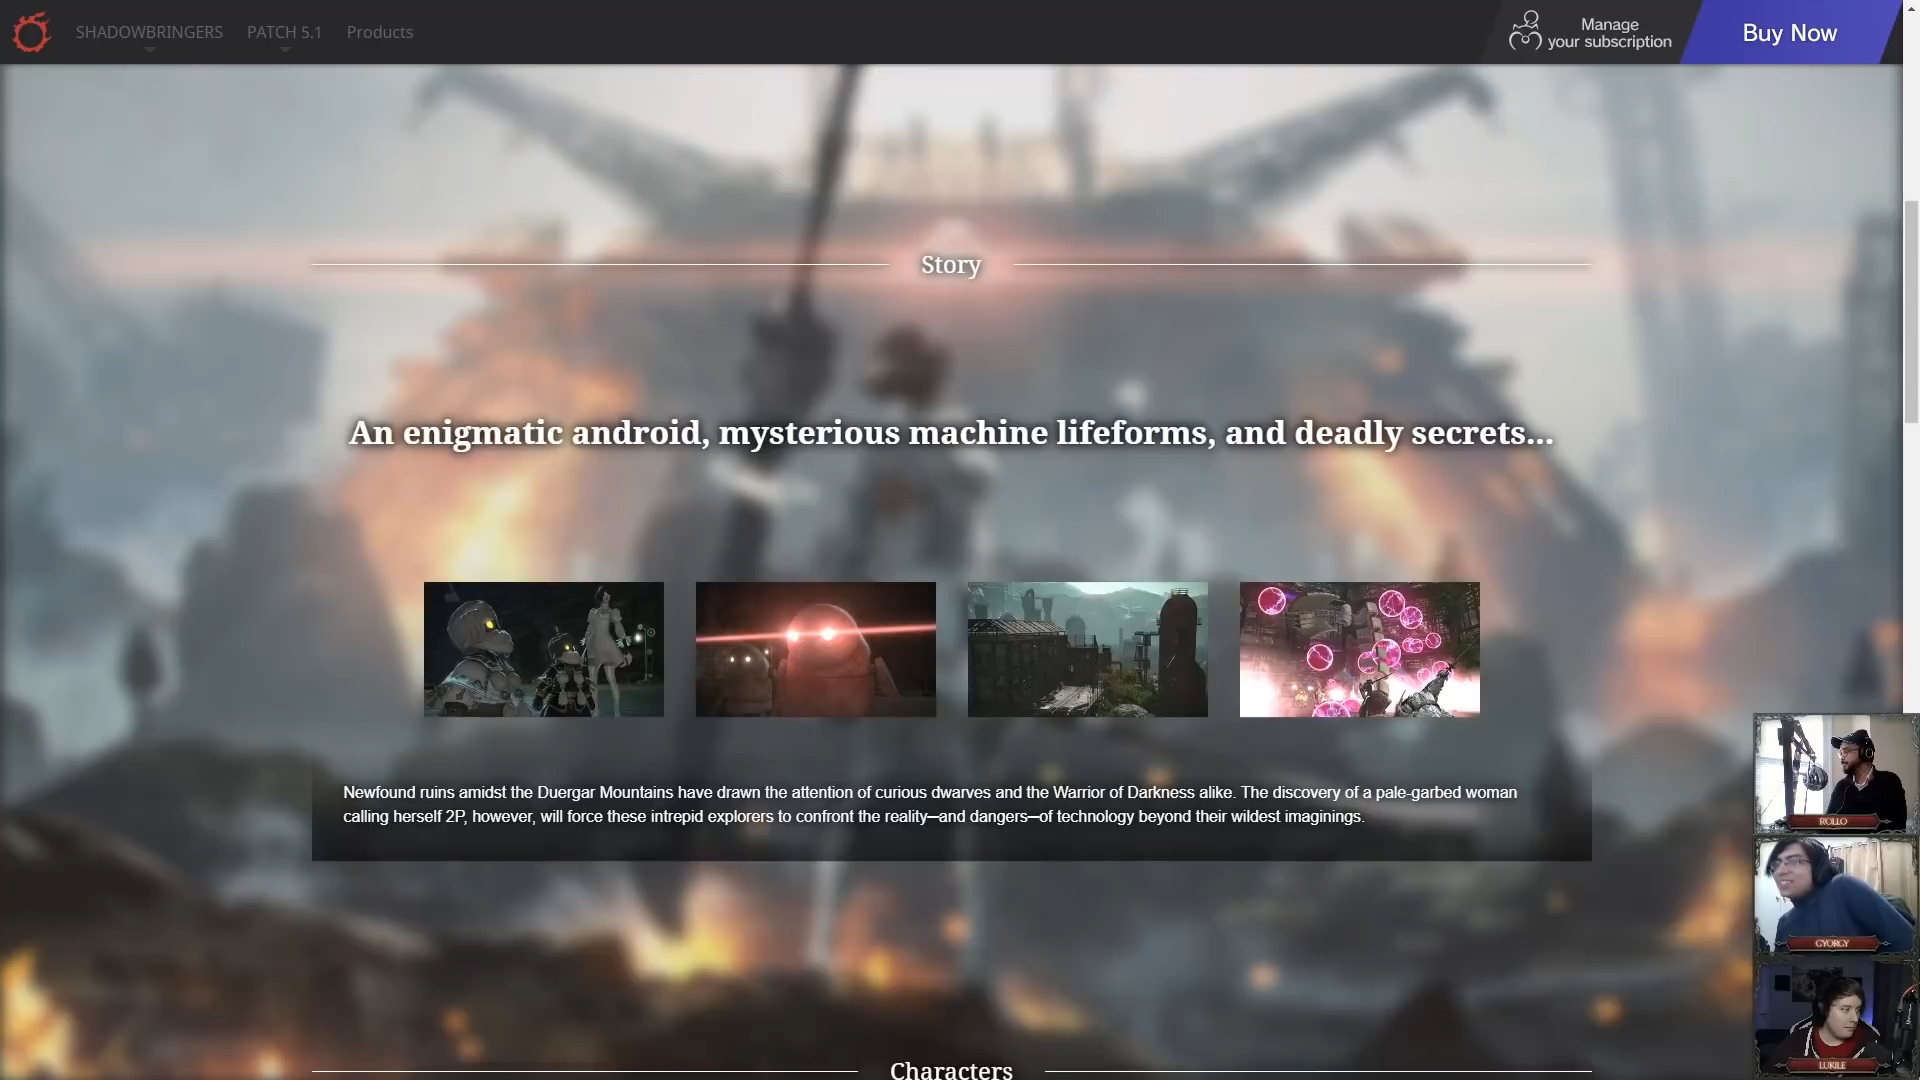 SHADOWBRINGERS
PATCH 5.1
Products
Manage
your subscription
Buy Now
Story
An enigmatic android, mysterious machine lifeforms, and deadly secrets...
Newfound ruins amidst the Duergar Mountains have drawn the attention of curious dwarves and the Warrior of Darkness alike. The discovery of a pale-garbed woman
calling herself 2P, however, will force these intrepid explorers to confront the reality—and dangers—of technology beyond their wildest imaginings.
ROLLO
GYORGY
LUKILE
Characters